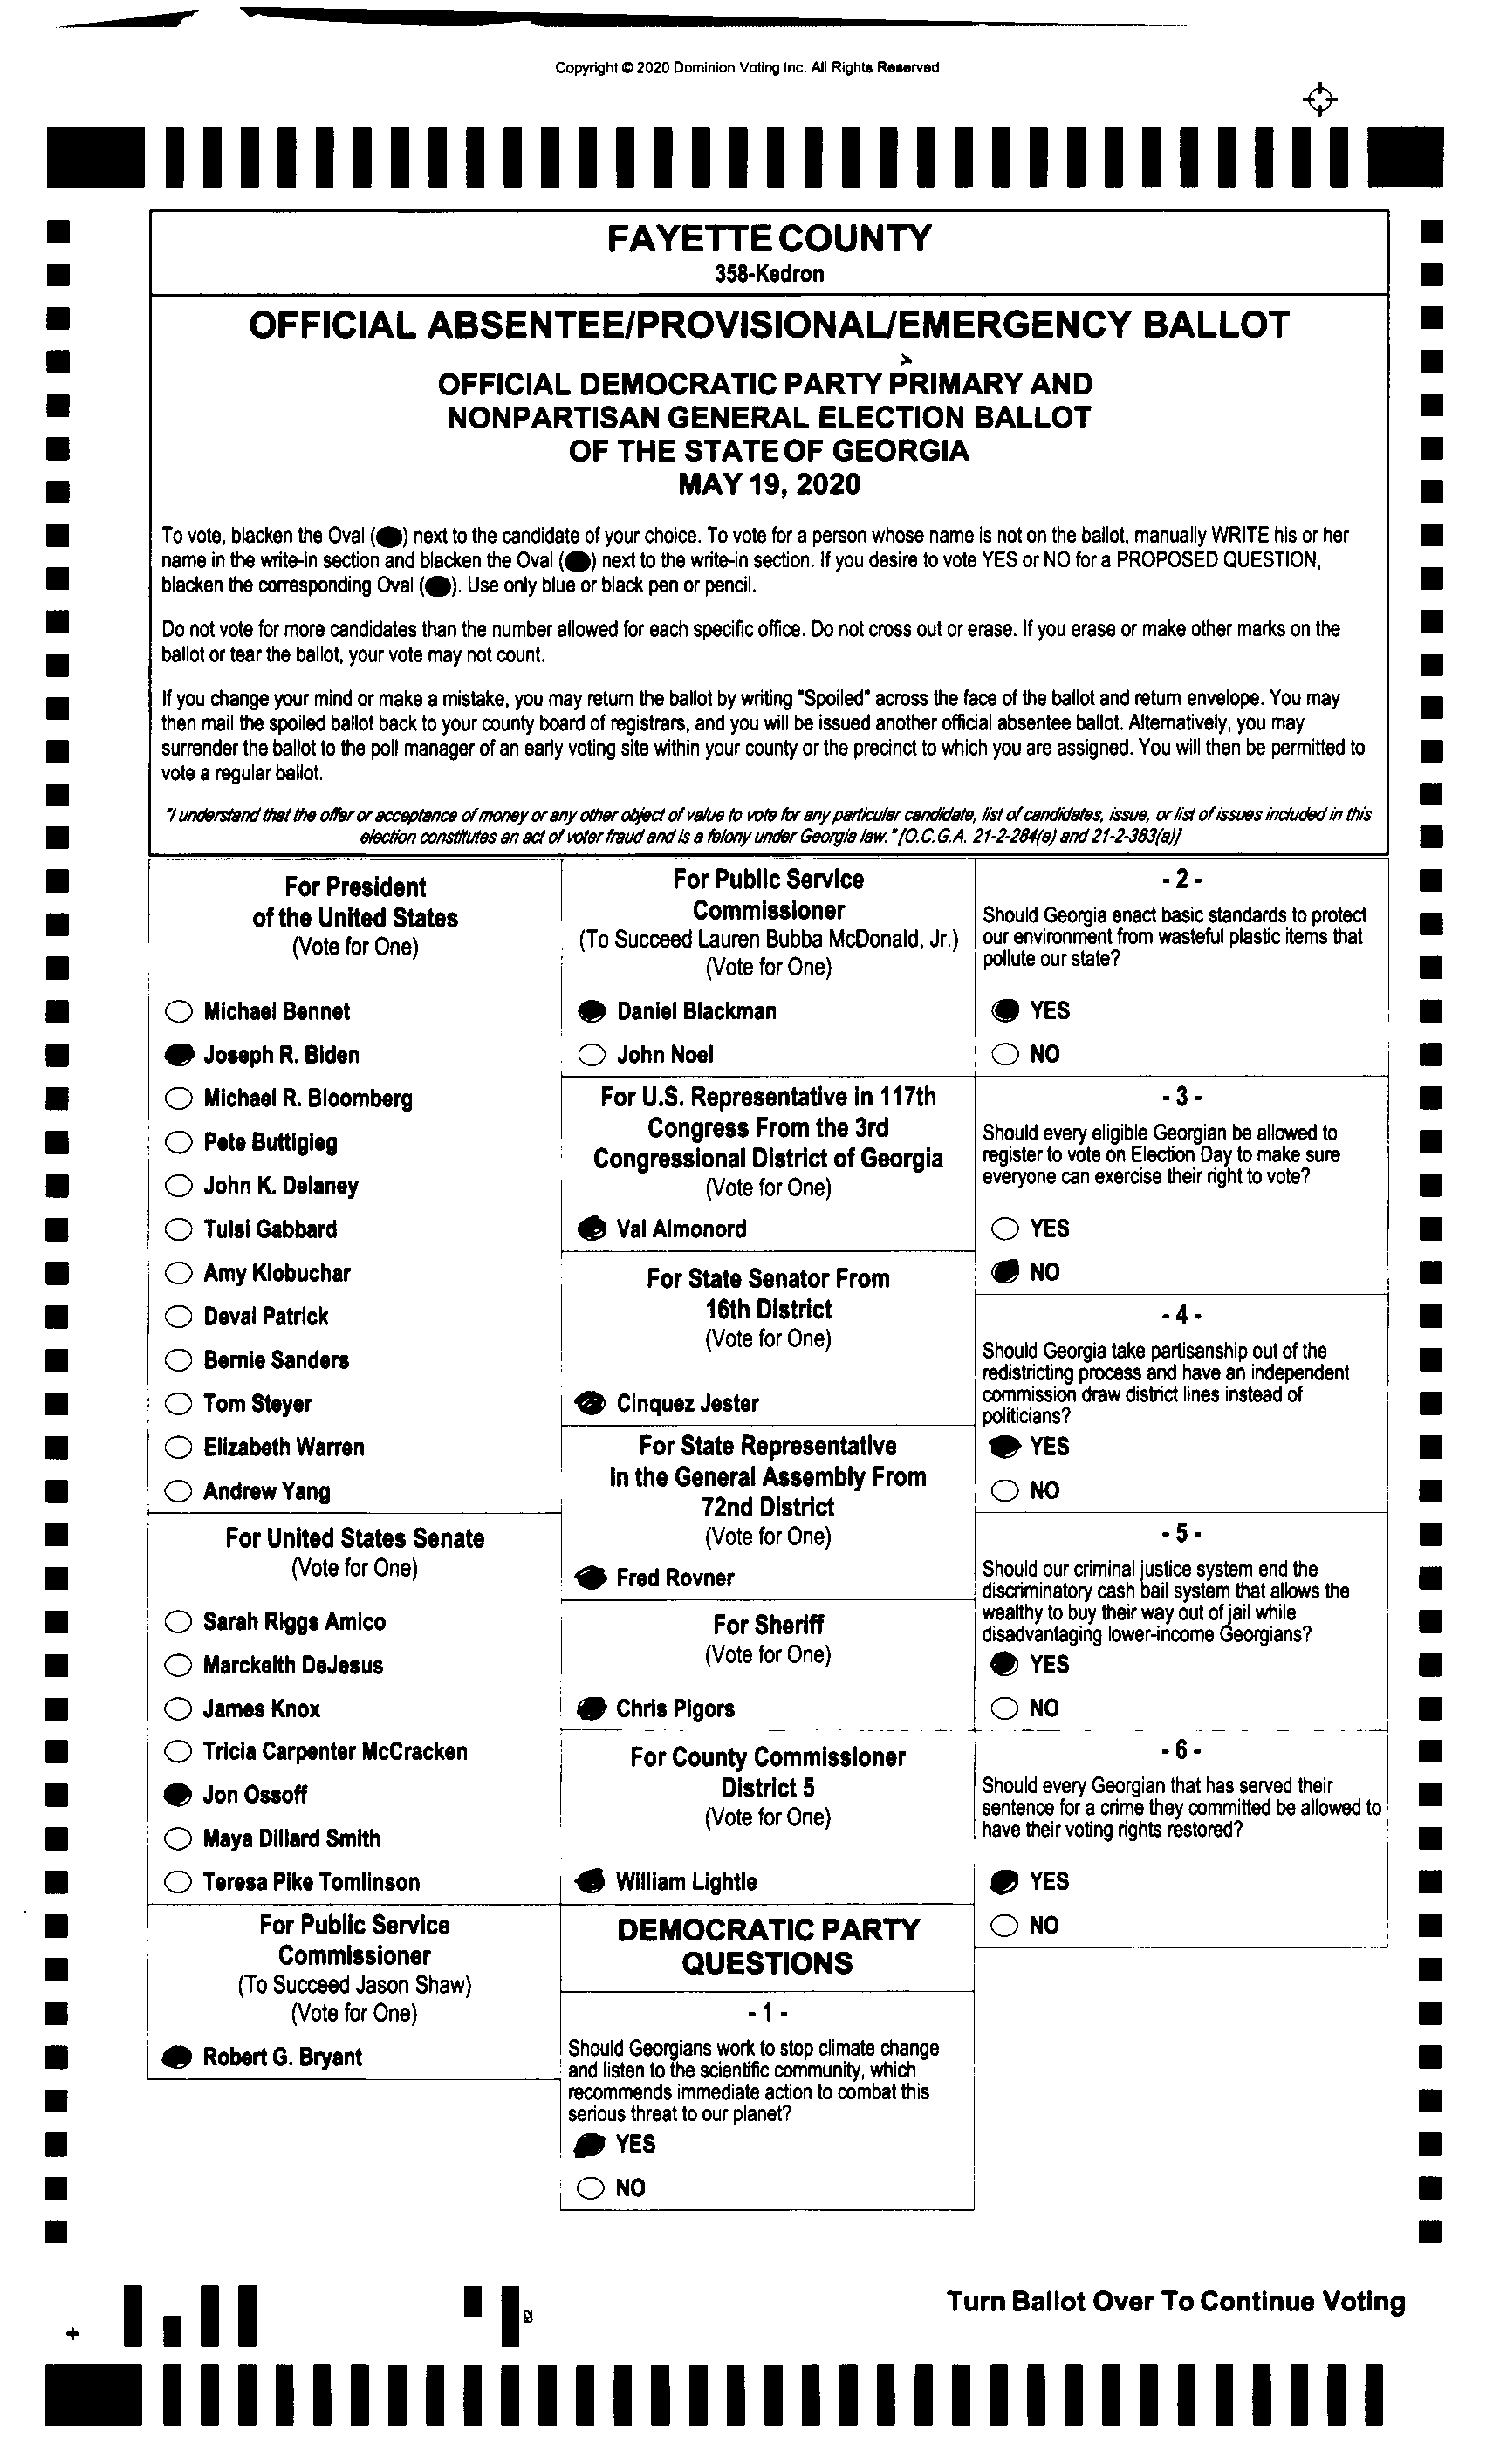 Copyright © 2020 Dominion Voting Inc. All Rights Reserved
FAYETTE COUNTY
358-Kedron
OFFICIAL ABSENTEE/PROVISIONAL/EMERGENCY BALLOT
OFFICIAL DEMOCRATIC PARTY PRIMARY AND
NONPARTISAN GENERAL ELECTION BALLOT
OF THE STATE OF GEORGIA
MAY 19, 2020
To vote, blacken the Oval ( ) next to the candidate of your choice. To vote for a person whose name is not on the ballot, manually WRITE his or her
name in the write-in section and blacken the Oval ( ) next to the write-in section. If you desire to vote YES or NO for a PROPOSED QUESTION,
blacken the corresponding Oval ( ). Use only blue or black pen or pencil.
Do not vote for more candidates than the number allowed for each specific office. Do not cross out or erase. If you erase or make other marks on the
ballot or tear the ballot, your vote may not count.
If you change your mind or make a mistake, you may return the ballot by writing "Spoiled" across the face of the ballot and return envelope. You may
then mail the spoiled ballot back to your county board of registrars, and you will be issued another official absentee ballot. Alternatively, you may
surrender the ballot to the poll manager of an early voting site within your county or the precinct to which you are assigned. You will then be permitted to
vote a regular ballot.
"I understand that the offer or acceptance of money or any other object of value to vote for any particular candidate, list of candidates, issue, or list of issues included in this
election constitutes an act of voter fraud and is a felony under Georgia law." [O.C.G.A. 21-2-284(e) and 21-2-383(a)]
For President
of the United States
(Vote for One)
Michael Bennet
Joseph R. Biden
Michael R. Bloomberg
Pete Buttigieg
John K. Delaney
Tulsi Gabbard
Amy Klobuchar
Deval Patrick
Bernie Sanders
Tom Steyer
Elizabeth Warren
Andrew Yang
For United States Senate
(Vote for One)
Sarah Riggs Amico
Marckeith DeJesus
James Knox
Tricia Carpenter McCracken
Jon Ossoff
Maya Dillard Smith
Teresa Pike Tomlinson
For Public Service
Commissioner
(To Succeed Jason Shaw)
(Vote for One)
Robert G. Bryant
For Public Service
Commissioner
(To Succeed Lauren Bubba McDonald, Jr.)
(Vote for One)
Daniel Blackman
John Noel
For U.S. Representative in 117th
Congress From the 3rd
Congressional District of Georgia
(Vote for One)
Val Almonord
For State Senator From
16th District
(Vote for One)
Cinquez Jester
For State Representative
In the General Assembly From
72nd District
(Vote for One)
Fred Rovner
For Sheriff
(Vote for One)
Chris Pigors
For County Commissioner
District 5
(Vote for One)
William Lightle
DEMOCRATIC PARTY
QUESTIONS
- 1 -
Should Georgians work to stop climate change
and listen to the scientific community, which
recommends immediate action to combat this
serious threat to our planet?
YES
NO
- 2 -
Should Georgia enact basic standards to protect
our environment from wasteful plastic items that
pollute our state?
YES
NO
- 3 -
Should every eligible Georgian be allowed to
register to vote on Election Day to make sure
everyone can exercise their right to vote?
YES
NO
- 4 -
Should Georgia take partisanship out of the
redistricting process and have an independent
commission draw district lines instead of
politicians?
YES
NO
- 5 -
Should our criminal justice system end the
discriminatory cash bail system that allows the
wealthy to buy their way out of jail while
disadvantaging lower-income Georgians?
YES
NO
- 6 -
Should every Georgian that has served their
sentence for a crime they committed be allowed to
have their voting rights restored?
YES
NO
Turn Ballot Over To Continue Voting